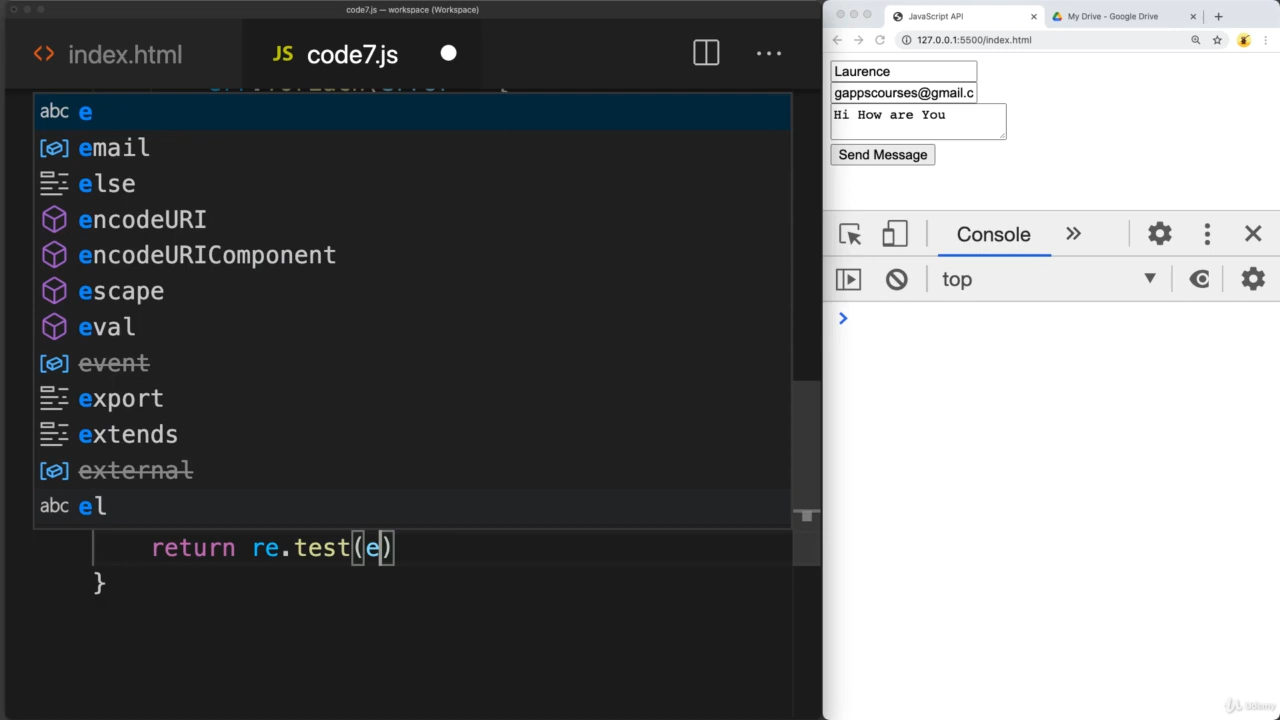 code7.js — workspace (Workspace)
index.html
JS code7.js
abc e
email
else
encodeURI
encodeURIComponent
escape
eval
event
export
extends
external
abc el
return re.test(e)
}
JavaScript API
My Drive - Google Drive
127.0.0.1:5500/index.html
Laurence
gappscourses@gmail.c
Hi How are You
Send Message
Console
top
Udemy